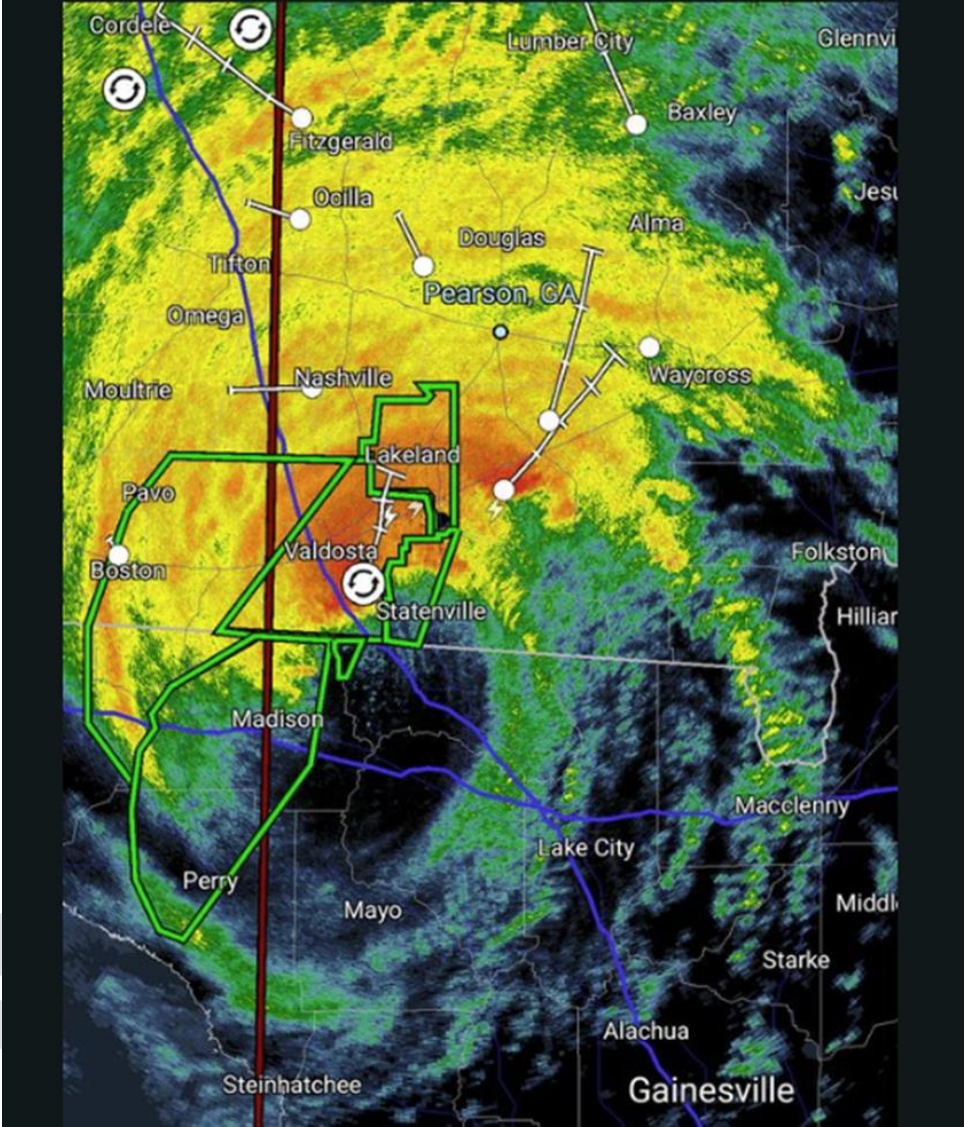 Cordele
Lumber City
Glennvi
Baxley
Fitzgerald
Jesu
Ocilla
Alma
Douglas
Tifton
Pearson, GA
Omega
Waycross
Nashville
Moultrie
Lakeland
Pavo
Valdosta
Folkston
Boston
Statenville
Hilliar
Madison
Macclenny
Lake City
Perry
Mayo
Middl
Starke
Alachua
Steinhatchee
Gainesville